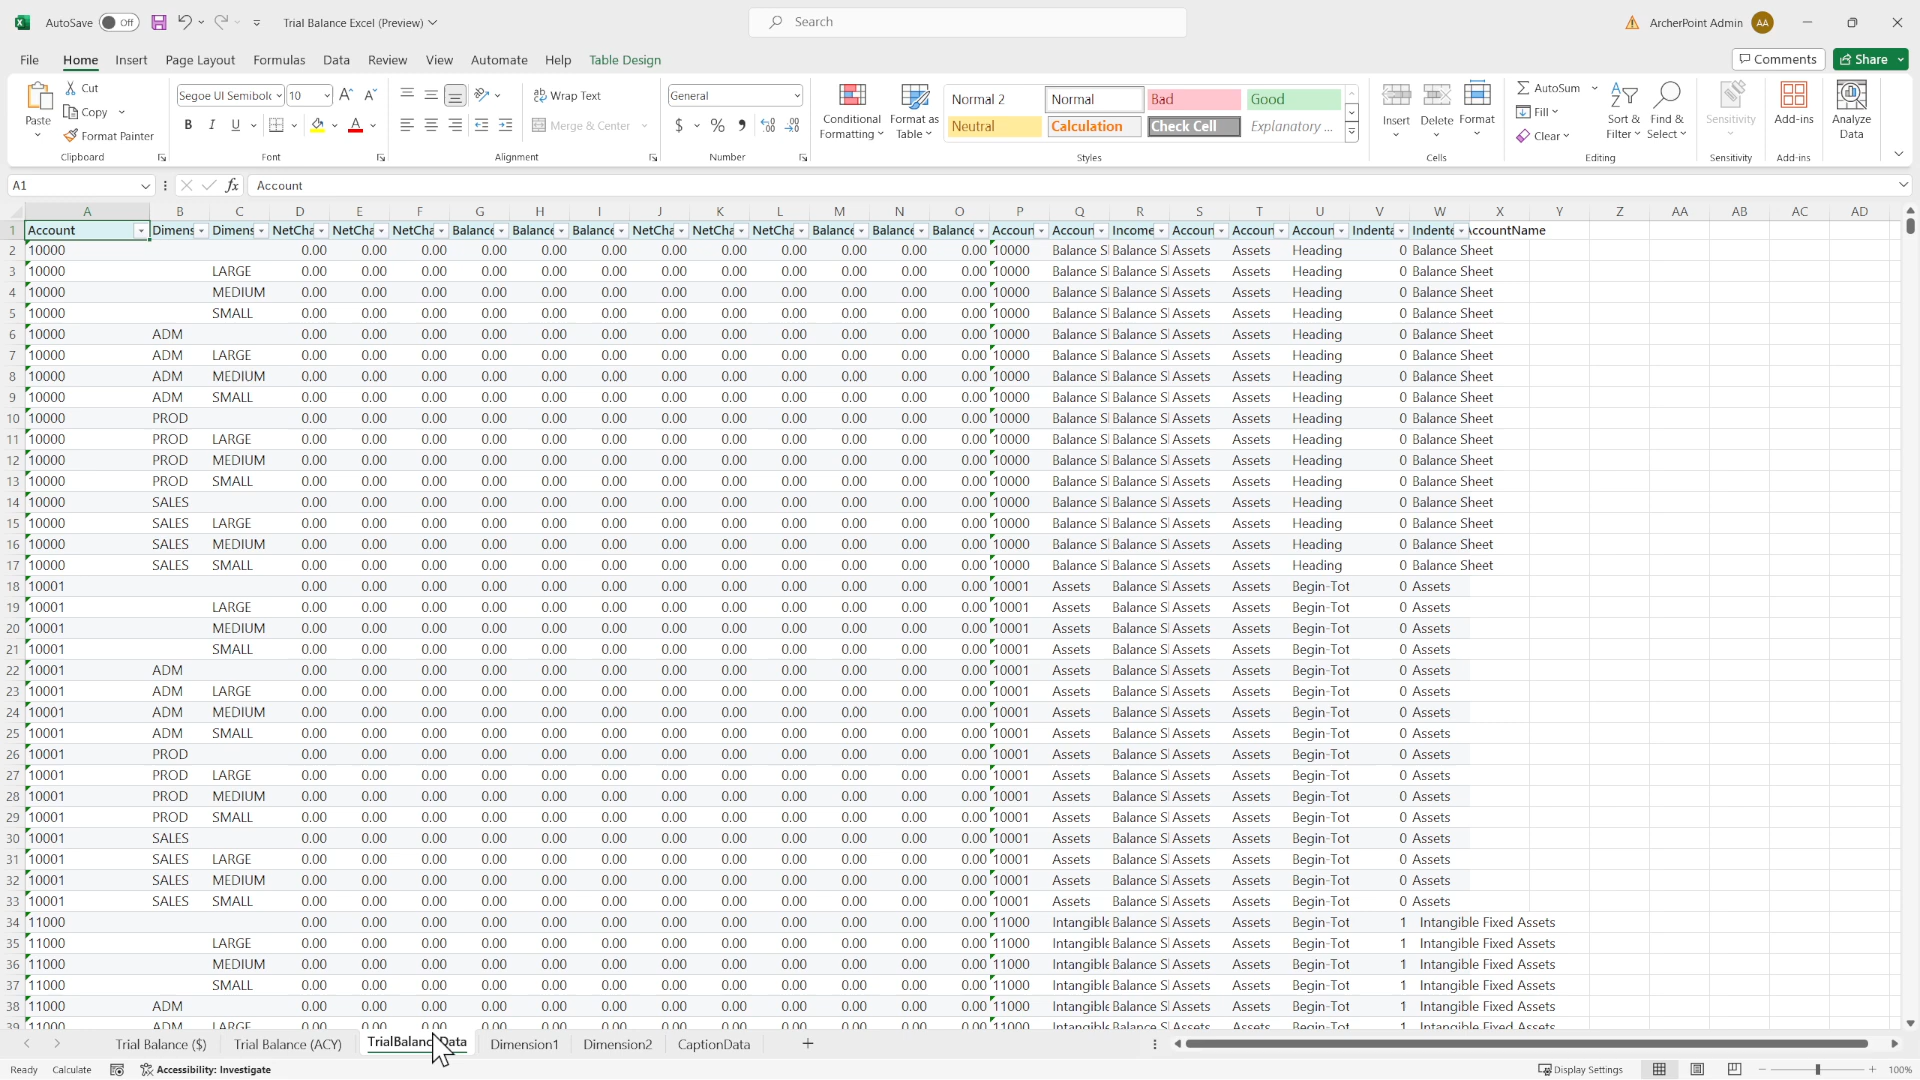 AutoSave Off Trial Balance Excel (Preview) Search ArcherPoint Admin AA
File Home Insert Page Layout Formulas Data Review View Automate Help Table Design Comments Share
Paste Cut Copy Format Painter Clipboard
Segoe UI Semibol 10 B I U Font
Wrap Text Merge & Center Alignment
General $ % Number
Conditional Formatting Format as Table
Normal 2 Normal Bad Good
Neutral Calculation Check Cell Explanatory ...
Styles
Insert Delete Format Cells
AutoSum Fill Clear Sort & Filter Find & Select Editing
Sensitivity Sensitivity Add-ins Add-ins Analyze Data
A1 fx Account
A B C D E F G H I J K L M N O P Q R S T U V W X Y Z AA AB AC AD
1 Account Dimens Dimens NetCha NetCha NetCha Balance Balance Balance NetCha NetCha NetCha Balance Balance Balance Accoun Accoun Income Accoun Accoun Accoun Indenta Indente AccountName
2 10000 0.00 0.00 0.00 0.00 0.00 0.00 0.00 0.00 0.00 0.00 0.00 0.00 10000 Balance S Balance S Assets Assets Heading 0 Balance Sheet
3 10000 LARGE 0.00 0.00 0.00 0.00 0.00 0.00 0.00 0.00 0.00 0.00 0.00 0.00 10000 Balance S Balance S Assets Assets Heading 0 Balance Sheet
4 10000 MEDIUM 0.00 0.00 0.00 0.00 0.00 0.00 0.00 0.00 0.00 0.00 0.00 0.00 10000 Balance S Balance S Assets Assets Heading 0 Balance Sheet
5 10000 SMALL 0.00 0.00 0.00 0.00 0.00 0.00 0.00 0.00 0.00 0.00 0.00 0.00 10000 Balance S Balance S Assets Assets Heading 0 Balance Sheet
6 10000 ADM 0.00 0.00 0.00 0.00 0.00 0.00 0.00 0.00 0.00 0.00 0.00 0.00 10000 Balance S Balance S Assets Assets Heading 0 Balance Sheet
7 10000 ADM LARGE 0.00 0.00 0.00 0.00 0.00 0.00 0.00 0.00 0.00 0.00 0.00 0.00 10000 Balance S Balance S Assets Assets Heading 0 Balance Sheet
8 10000 ADM MEDIUM 0.00 0.00 0.00 0.00 0.00 0.00 0.00 0.00 0.00 0.00 0.00 0.00 10000 Balance S Balance S Assets Assets Heading 0 Balance Sheet
9 10000 ADM SMALL 0.00 0.00 0.00 0.00 0.00 0.00 0.00 0.00 0.00 0.00 0.00 0.00 10000 Balance S Balance S Assets Assets Heading 0 Balance Sheet
10 10000 PROD 0.00 0.00 0.00 0.00 0.00 0.00 0.00 0.00 0.00 0.00 0.00 0.00 10000 Balance S Balance S Assets Assets Heading 0 Balance Sheet
11 10000 PROD LARGE 0.00 0.00 0.00 0.00 0.00 0.00 0.00 0.00 0.00 0.00 0.00 0.00 10000 Balance S Balance S Assets Assets Heading 0 Balance Sheet
12 10000 PROD MEDIUM 0.00 0.00 0.00 0.00 0.00 0.00 0.00 0.00 0.00 0.00 0.00 0.00 10000 Balance S Balance S Assets Assets Heading 0 Balance Sheet
13 10000 PROD SMALL 0.00 0.00 0.00 0.00 0.00 0.00 0.00 0.00 0.00 0.00 0.00 0.00 10000 Balance S Balance S Assets Assets Heading 0 Balance Sheet
14 10000 SALES 0.00 0.00 0.00 0.00 0.00 0.00 0.00 0.00 0.00 0.00 0.00 0.00 10000 Balance S Balance S Assets Assets Heading 0 Balance Sheet
15 10000 SALES LARGE 0.00 0.00 0.00 0.00 0.00 0.00 0.00 0.00 0.00 0.00 0.00 0.00 10000 Balance S Balance S Assets Assets Heading 0 Balance Sheet
16 10000 SALES MEDIUM 0.00 0.00 0.00 0.00 0.00 0.00 0.00 0.00 0.00 0.00 0.00 0.00 10000 Balance S Balance S Assets Assets Heading 0 Balance Sheet
17 10000 SALES SMALL 0.00 0.00 0.00 0.00 0.00 0.00 0.00 0.00 0.00 0.00 0.00 0.00 10000 Balance S Balance S Assets Assets Heading 0 Balance Sheet
18 10001 0.00 0.00 0.00 0.00 0.00 0.00 0.00 0.00 0.00 0.00 0.00 0.00 10001 Assets Balance S Assets Assets Begin-Tot 0 Assets
19 10001 LARGE 0.00 0.00 0.00 0.00 0.00 0.00 0.00 0.00 0.00 0.00 0.00 0.00 10001 Assets Balance S Assets Assets Begin-Tot 0 Assets
20 10001 MEDIUM 0.00 0.00 0.00 0.00 0.00 0.00 0.00 0.00 0.00 0.00 0.00 0.00 10001 Assets Balance S Assets Assets Begin-Tot 0 Assets
21 10001 SMALL 0.00 0.00 0.00 0.00 0.00 0.00 0.00 0.00 0.00 0.00 0.00 0.00 10001 Assets Balance S Assets Assets Begin-Tot 0 Assets
22 10001 ADM 0.00 0.00 0.00 0.00 0.00 0.00 0.00 0.00 0.00 0.00 0.00 0.00 10001 Assets Balance S Assets Assets Begin-Tot 0 Assets
23 10001 ADM LARGE 0.00 0.00 0.00 0.00 0.00 0.00 0.00 0.00 0.00 0.00 0.00 0.00 10001 Assets Balance S Assets Assets Begin-Tot 0 Assets
24 10001 ADM MEDIUM 0.00 0.00 0.00 0.00 0.00 0.00 0.00 0.00 0.00 0.00 0.00 0.00 10001 Assets Balance S Assets Assets Begin-Tot 0 Assets
25 10001 ADM SMALL 0.00 0.00 0.00 0.00 0.00 0.00 0.00 0.00 0.00 0.00 0.00 0.00 10001 Assets Balance S Assets Assets Begin-Tot 0 Assets
26 10001 PROD 0.00 0.00 0.00 0.00 0.00 0.00 0.00 0.00 0.00 0.00 0.00 0.00 10001 Assets Balance S Assets Assets Begin-Tot 0 Assets
27 10001 PROD LARGE 0.00 0.00 0.00 0.00 0.00 0.00 0.00 0.00 0.00 0.00 0.00 0.00 10001 Assets Balance S Assets Assets Begin-Tot 0 Assets
28 10001 PROD MEDIUM 0.00 0.00 0.00 0.00 0.00 0.00 0.00 0.00 0.00 0.00 0.00 0.00 10001 Assets Balance S Assets Assets Begin-Tot 0 Assets
29 10001 PROD SMALL 0.00 0.00 0.00 0.00 0.00 0.00 0.00 0.00 0.00 0.00 0.00 0.00 10001 Assets Balance S Assets Assets Begin-Tot 0 Assets
30 10001 SALES 0.00 0.00 0.00 0.00 0.00 0.00 0.00 0.00 0.00 0.00 0.00 0.00 10001 Assets Balance S Assets Assets Begin-Tot 0 Assets
31 10001 SALES LARGE 0.00 0.00 0.00 0.00 0.00 0.00 0.00 0.00 0.00 0.00 0.00 0.00 10001 Assets Balance S Assets Assets Begin-Tot 0 Assets
32 10001 SALES MEDIUM 0.00 0.00 0.00 0.00 0.00 0.00 0.00 0.00 0.00 0.00 0.00 0.00 10001 Assets Balance S Assets Assets Begin-Tot 0 Assets
33 10001 SALES SMALL 0.00 0.00 0.00 0.00 0.00 0.00 0.00 0.00 0.00 0.00 0.00 0.00 10001 Assets Balance S Assets Assets Begin-Tot 0 Assets
34 11000 0.00 0.00 0.00 0.00 0.00 0.00 0.00 0.00 0.00 0.00 0.00 0.00 11000 Intangible Balance S Assets Assets Begin-Tot 1 Intangible Fixed Assets
35 11000 LARGE 0.00 0.00 0.00 0.00 0.00 0.00 0.00 0.00 0.00 0.00 0.00 0.00 11000 Intangible Balance S Assets Assets Begin-Tot 1 Intangible Fixed Assets
36 11000 MEDIUM 0.00 0.00 0.00 0.00 0.00 0.00 0.00 0.00 0.00 0.00 0.00 0.00 11000 Intangible Balance S Assets Assets Begin-Tot 1 Intangible Fixed Assets
37 11000 SMALL 0.00 0.00 0.00 0.00 0.00 0.00 0.00 0.00 0.00 0.00 0.00 0.00 11000 Intangible Balance S Assets Assets Begin-Tot 1 Intangible Fixed Assets
38 11000 ADM 0.00 0.00 0.00 0.00 0.00 0.00 0.00 0.00 0.00 0.00 0.00 0.00 11000 Intangible Balance S Assets Assets Begin-Tot 1 Intangible Fixed Assets
39 11000 ADM LARGE 0.00 0.00 0.00 0.00 0.00 0.00 0.00 0.00 0.00 0.00 0.00 0.00 11000 Intangible Balance S Assets Assets Begin-Tot 1 Intangible Fixed Assets
Trial Balance ($) Trial Balance (ACY) Dimension1 Dimension2 CaptionData
Ready Calculate Accessibility: Investigate Display Settings 100%